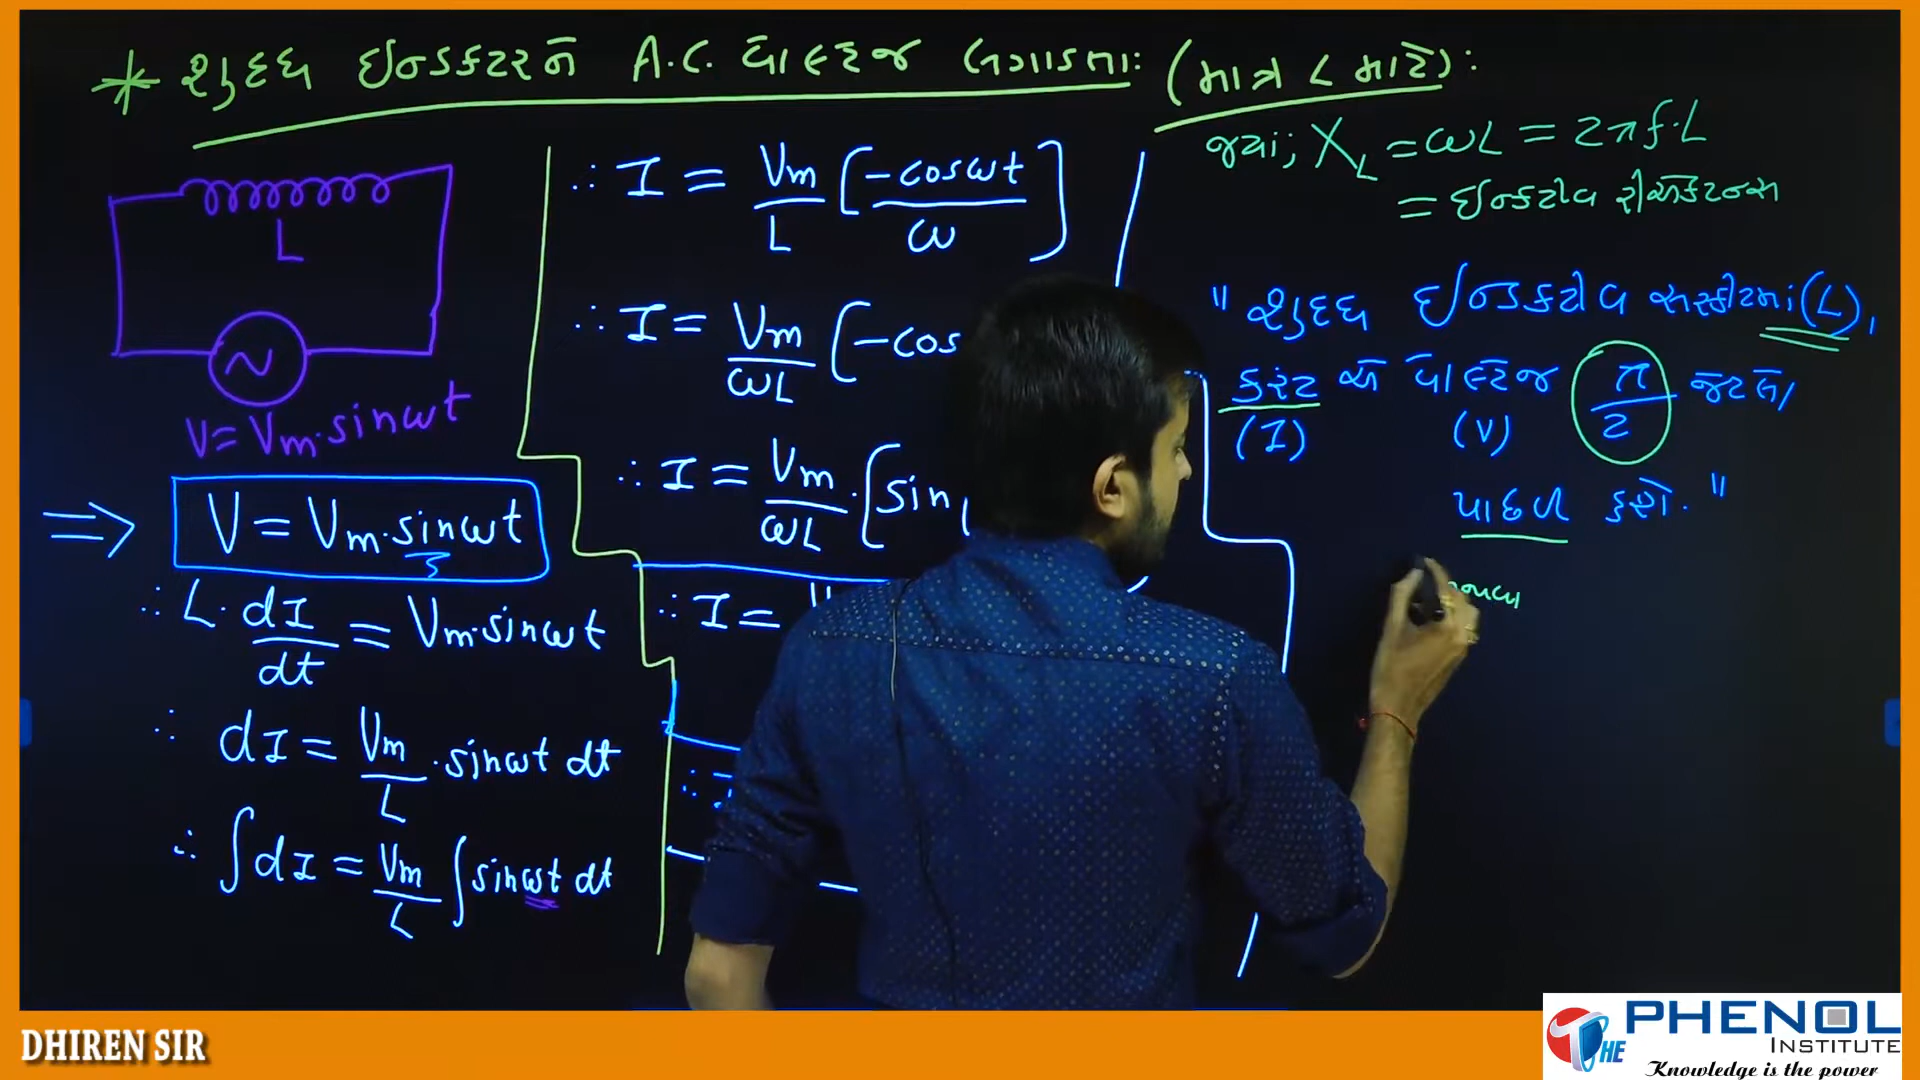 * શુદ્ધ ઇન્ડક્ટરને A.C. વોલ્ટેજ લગાડતા: (માત્ર L માટે):
L
V = Vm·sinωt
⇒ V = Vm·sinωt
∴ L·dI/dt = Vm·sinωt
∴ dI = Vm/L ·sinωt dt
∴ ∫dI = Vm/L ∫sinωt dt
∴ I = Vm/L [-cosωt/ω]
∴ I = Vm/ωL (-cos
∴ I = Vm/ωL ·[sin(
∴ I =
જ્યાં; XL = ωL = 2πf·L
= ઇન્ડક્ટીવ રીએક્ટન્સ
"શુદ્ધ ઇન્ડક્ટીવ સર્કીટમાં (L),
કરંટ એ વોલ્ટેજ π/2 જેટલા
(I) (V)
પાછળ હશે."
અથવા
DHIREN SIR
THE PHENOL
INSTITUTE
Knowledge is the power